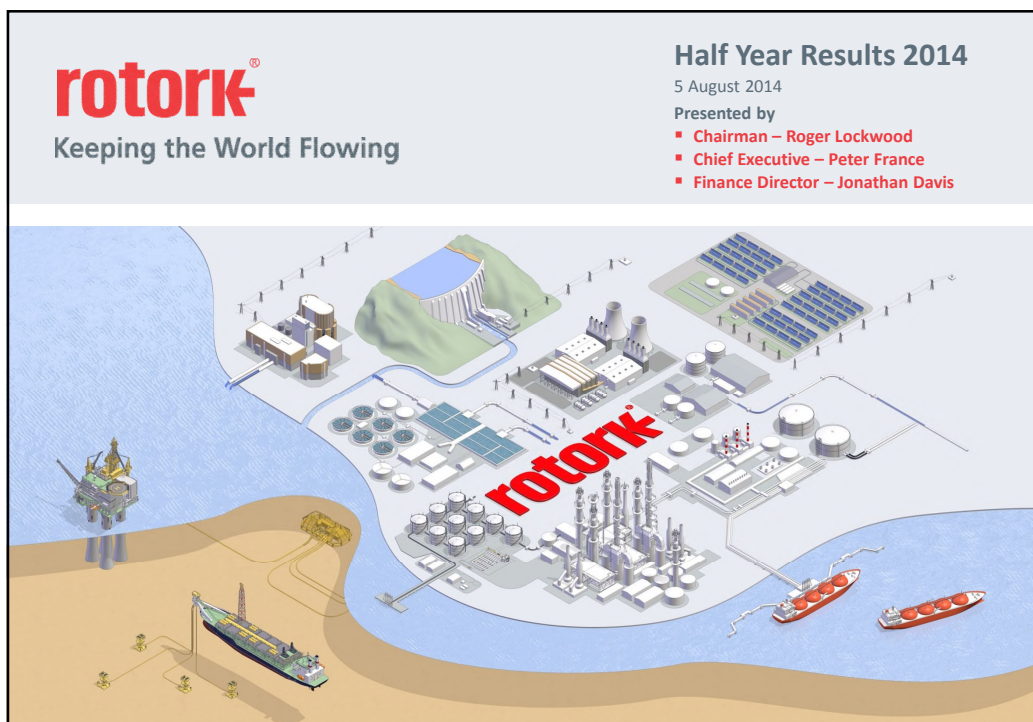 rotork®
Keeping the World Flowing
Half Year Results 2014
5 August 2014
Presented by
▪ Chairman – Roger Lockwood
▪ Chief Executive – Peter France
▪ Finance Director – Jonathan Davis
rotork®